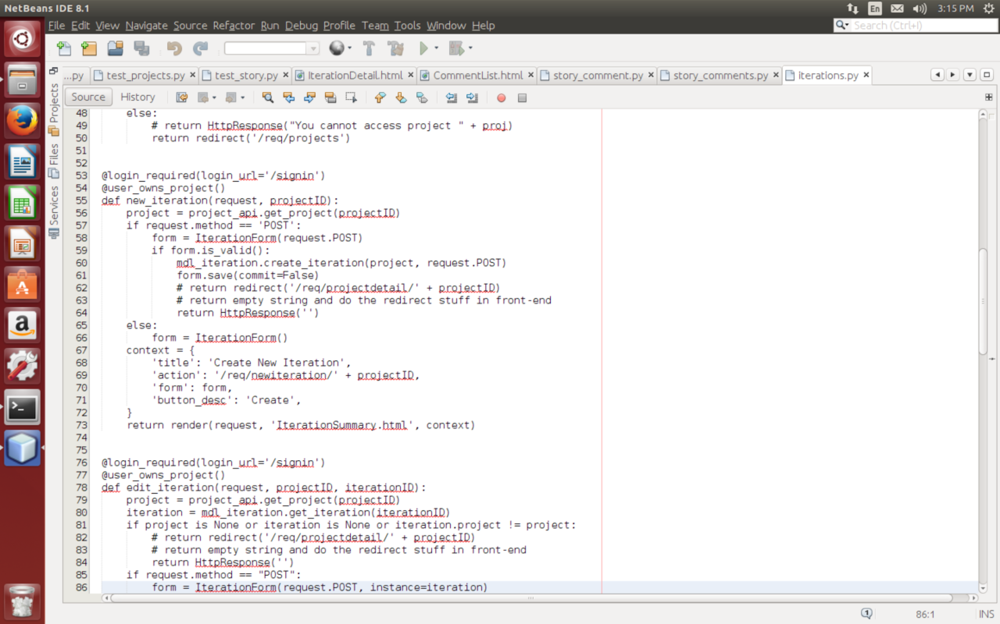 NetBeans IDE 8.1
En
3:15 PM
File Edit View Navigate Source Refactor Run Debug Profile Team Tools Window Help
Search (Ctrl+I)
...py test_projects.py test_story.py IterationDetail.html CommentList.html story_comment.py story_comments.py iterations.py
Source History
Projects
Files
Services
48 else:
49 # return HttpResponse("You cannot access project " + proj)
50 return redirect('/req/projects')
51
52
53 @login_required(login_url='/signin')
54 @user_owns_project()
55 def new_iteration(request, projectID):
56 project = project_api.get_project(projectID)
57 if request.method == 'POST':
58 form = IterationForm(request.POST)
59 if form.is_valid():
60 mdl_iteration.create_iteration(project, request.POST)
61 form.save(commit=False)
62 # return redirect('/req/projectdetail/' + projectID)
63 # return empty string and do the redirect stuff in front-end
64 return HttpResponse('')
65 else:
66 form = IterationForm()
67 context = {
68 'title': 'Create New Iteration',
69 'action': '/req/newiteration/' + projectID,
70 'form': form,
71 'button_desc': 'Create',
72 }
73 return render(request, 'IterationSummary.html', context)
74
75
76 @login_required(login_url='/signin')
77 @user_owns_project()
78 def edit_iteration(request, projectID, iterationID):
79 project = project_api.get_project(projectID)
80 iteration = mdl_iteration.get_iteration(iterationID)
81 if project is None or iteration is None or iteration.project != project:
82 # return redirect('/req/projectdetail/' + projectID)
83 # return empty string and do the redirect stuff in front-end
84 return HttpResponse('')
85 if request.method == "POST":
86 form = IterationForm(request.POST, instance=iteration)
1
86:1
INS